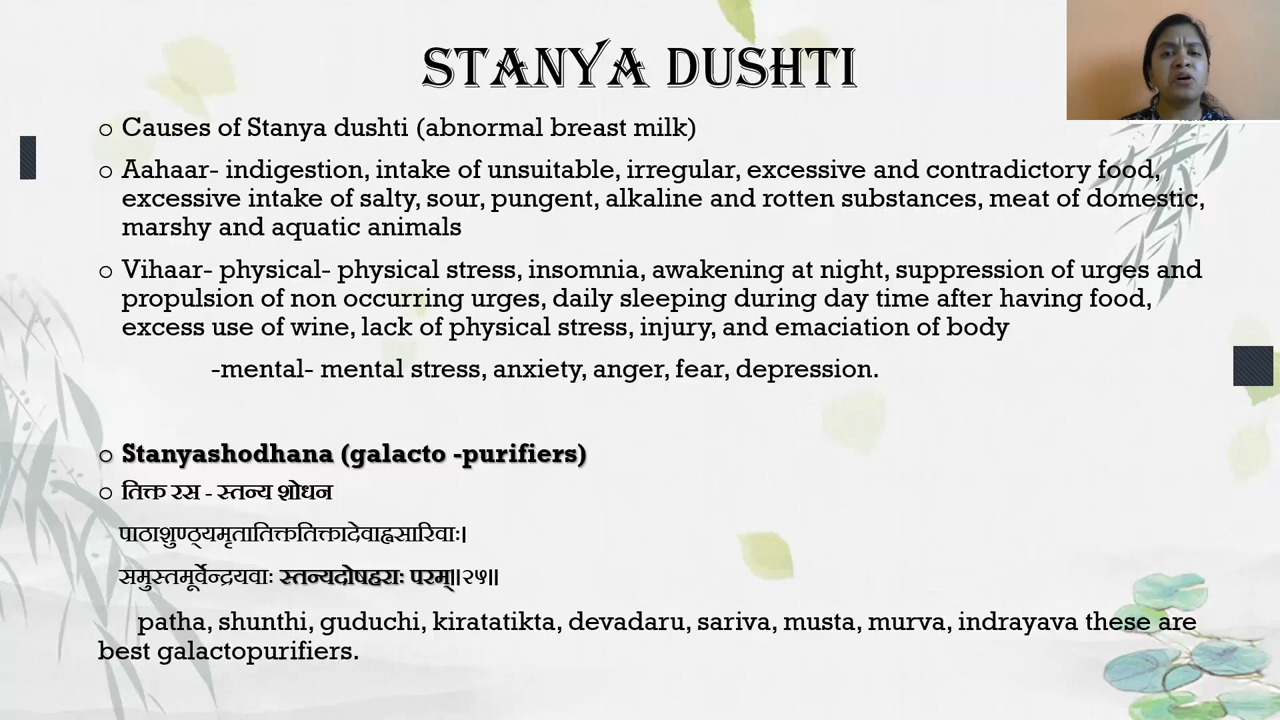 STANYA DUSHTI
Causes of Stanya dushti (abnormal breast milk)
Aahaar- indigestion, intake of unsuitable, irregular, excessive and contradictory food,
excessive intake of salty, sour, pungent, alkaline and rotten substances, meat of domestic,
marshy and aquatic animals
Vihaar- physical- physical stress, insomnia, awakening at night, suppression of urges and
propulsion of non occurring urges, daily sleeping during day time after having food,
excess use of wine, lack of physical stress, injury, and emaciation of body
-mental- mental stress, anxiety, anger, fear, depression.
Stanyashodhana (galacto -purifiers)
तिक्त रस - स्तन्य शोधन
पाठाशुण्ठ्यमृतातिक्ततिक्तादेवाह्वसारिवाः।
समुस्तमूर्वेन्द्रयवाः स्तन्यदोषहराः परम्॥२५॥
patha, shunthi, guduchi, kiratatikta, devadaru, sariva, musta, murva, indrayava these are
best galactopurifiers.